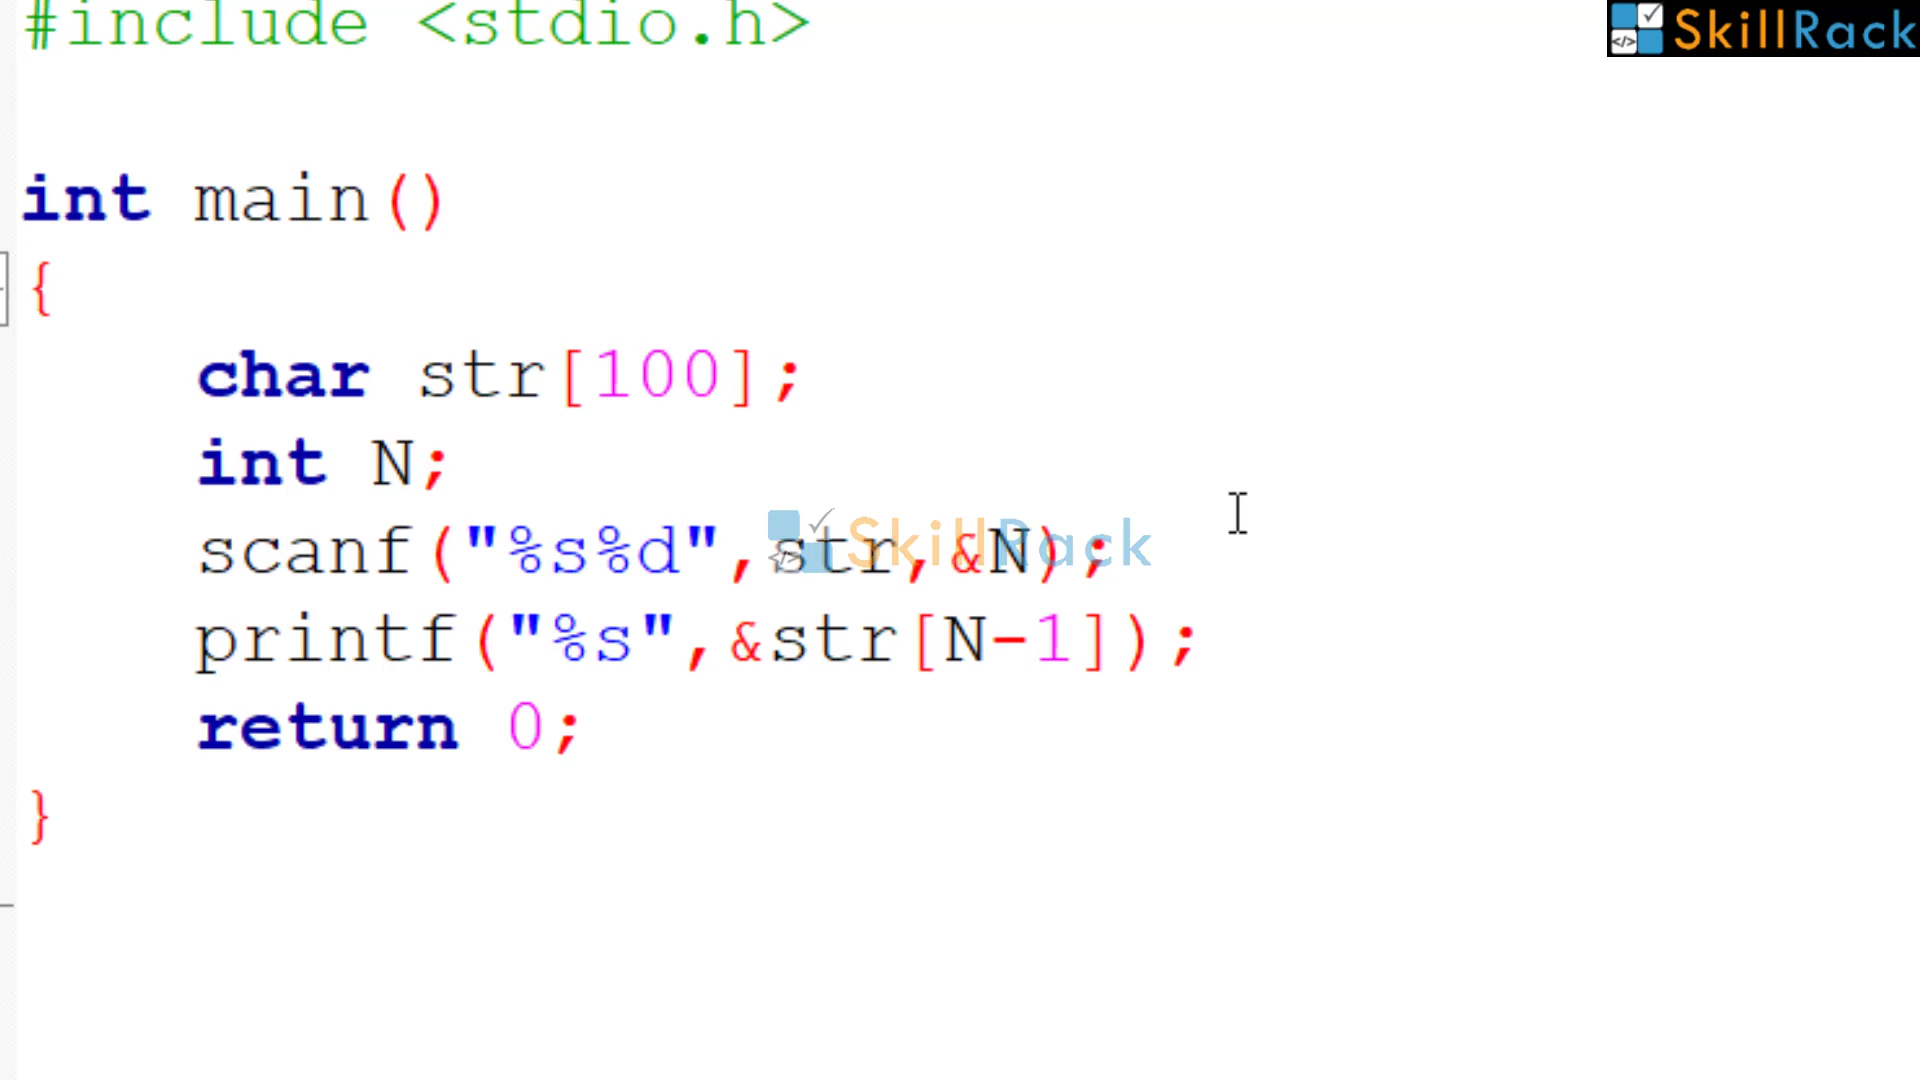 #include <stdio.h>
SkillRack
int main()
{
char str[100];
int N;
scanf("%s%d",str,&N);
SkillRack
printf("%s",&str[N-1]);
return 0;
}